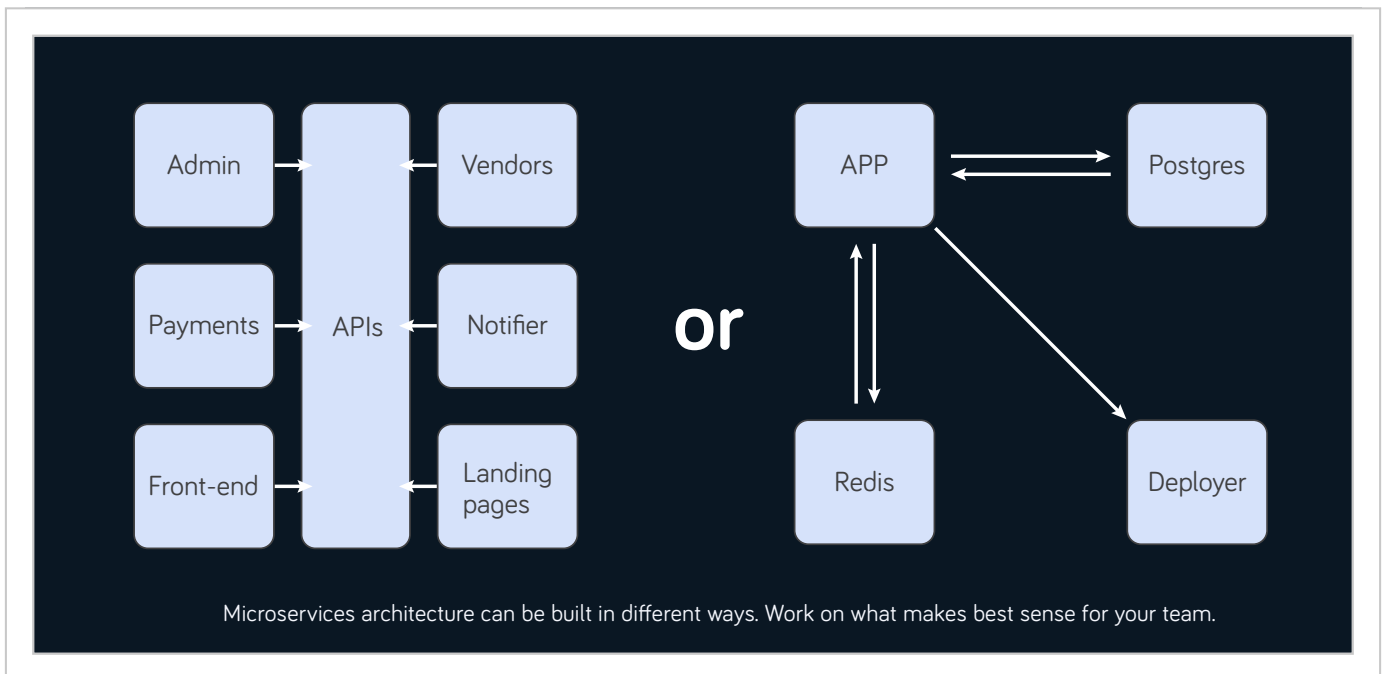 Admin
Vendors
Payments
APIs
Notifier
Front-end
Landing
pages
or
APP
Postgres
Redis
Deployer
Microservices architecture can be built in different ways. Work on what makes best sense for your team.